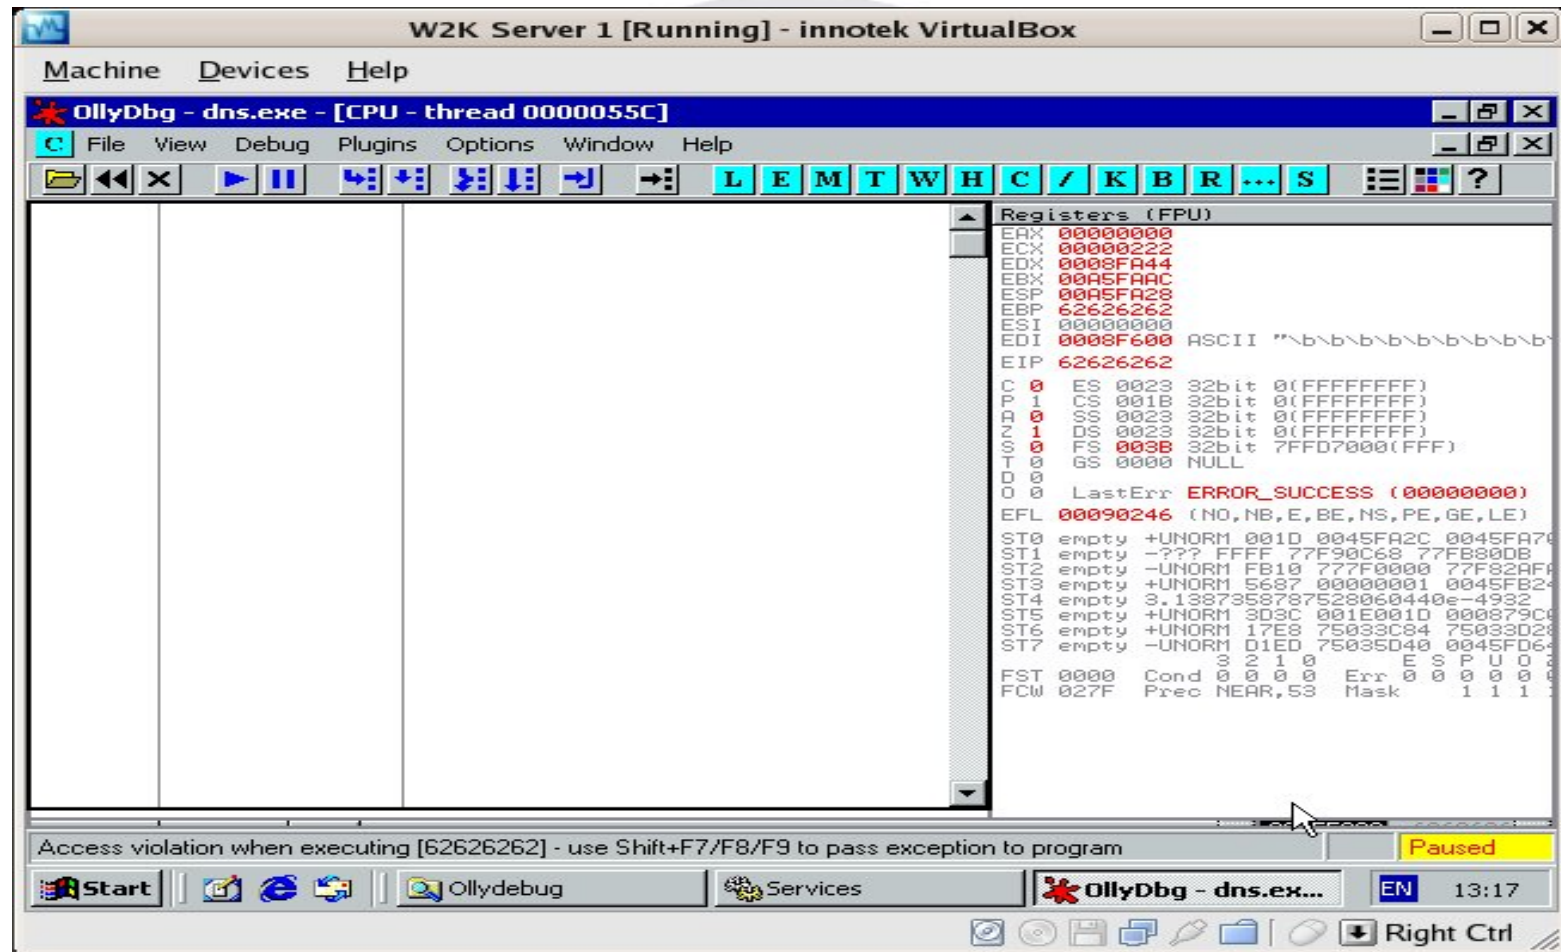 W2K Server 1 [Running] - innotek VirtualBox
Machine Devices Help
OllyDbg - dns.exe - [CPU - thread 0000055C]
C File View Debug Plugins Options Window Help
L E M T W H C / K B R ... S ?
Registers (FPU)
EAX 00000000
ECX 00000222
EDX 0008FA44
EBX 00A5FAAC
ESP 00A5FA28
EBP 62626262
ESI 00000000
EDI 0008F600 ASCII "\b\b\b\b\b\b\b\b\b
EIP 62626262
C 0 ES 0023 32bit 0(FFFFFFFF)
P 1 CS 001B 32bit 0(FFFFFFFF)
A 0 SS 0023 32bit 0(FFFFFFFF)
Z 1 DS 0023 32bit 0(FFFFFFFF)
S 0 FS 003B 32bit 7FFD7000(FFF)
T 0 GS 0000 NULL
D 0
O 0 LastErr ERROR_SUCCESS (00000000)
EFL 00090246 (NO,NB,E,BE,NS,PE,GE,LE)
ST0 empty +UNORM 001D 0045FA2C
ST1 empty -??? FFFF 77F90C68 77FB80DB
ST2 empty -UNORM FB10 777F0000
ST3 empty +UNORM 5687 00000001
ST4 empty 3.1387358787528060440e-4932
ST5 empty +UNORM 3D3C 001E001D
ST6 empty +UNORM 17E8 75033C84
ST7 empty -UNORM D1ED 75035D40
3 2 1 0 E S P U O Z
FST 0000 Cond 0 0 0 0 Err 0 0 0 0 0
FCW 027F Prec NEAR,53 Mask 1 1 1
Access violation when executing [62626262] - use Shift+F7/F8/F9 to pass exception to program Paused
Start Ollydebug Services OllyDbg - dns.ex... EN 13:17
Right Ctrl